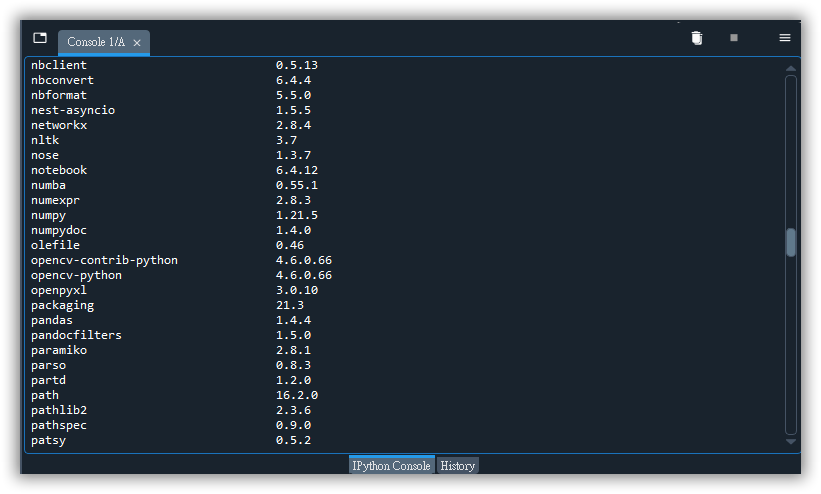 Console 1/A
nbclient 0.5.13
nbconvert 6.4.4
nbformat 5.5.0
nest-asyncio 1.5.5
networkx 2.8.4
nltk 3.7
nose 1.3.7
notebook 6.4.12
numba 0.55.1
numexpr 2.8.3
numpy 1.21.5
numpydoc 1.4.0
olefile 0.46
opencv-contrib-python 4.6.0.66
opencv-python 4.6.0.66
openpyxl 3.0.10
packaging 21.3
pandas 1.4.4
pandocfilters 1.5.0
paramiko 2.8.1
parso 0.8.3
partd 1.2.0
path 16.2.0
pathlib2 2.3.6
pathspec 0.9.0
patsy 0.5.2
IPython Console History